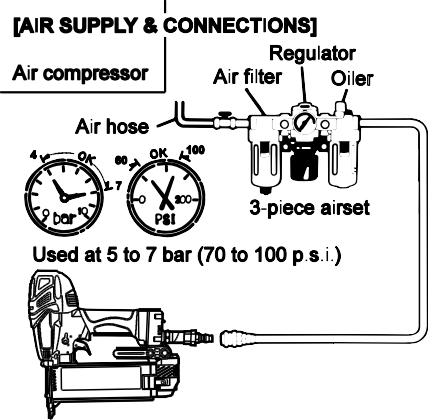 [AIR SUPPLY & CONNECTIONS]
Regulator
Air compressor
Air filter
Oiler
Air hose
4
OK
7
0
10
bar
60
OK
100
0
200
PSI
3-piece airset
Used at 5 to 7 bar (70 to 100 p.s.i.)